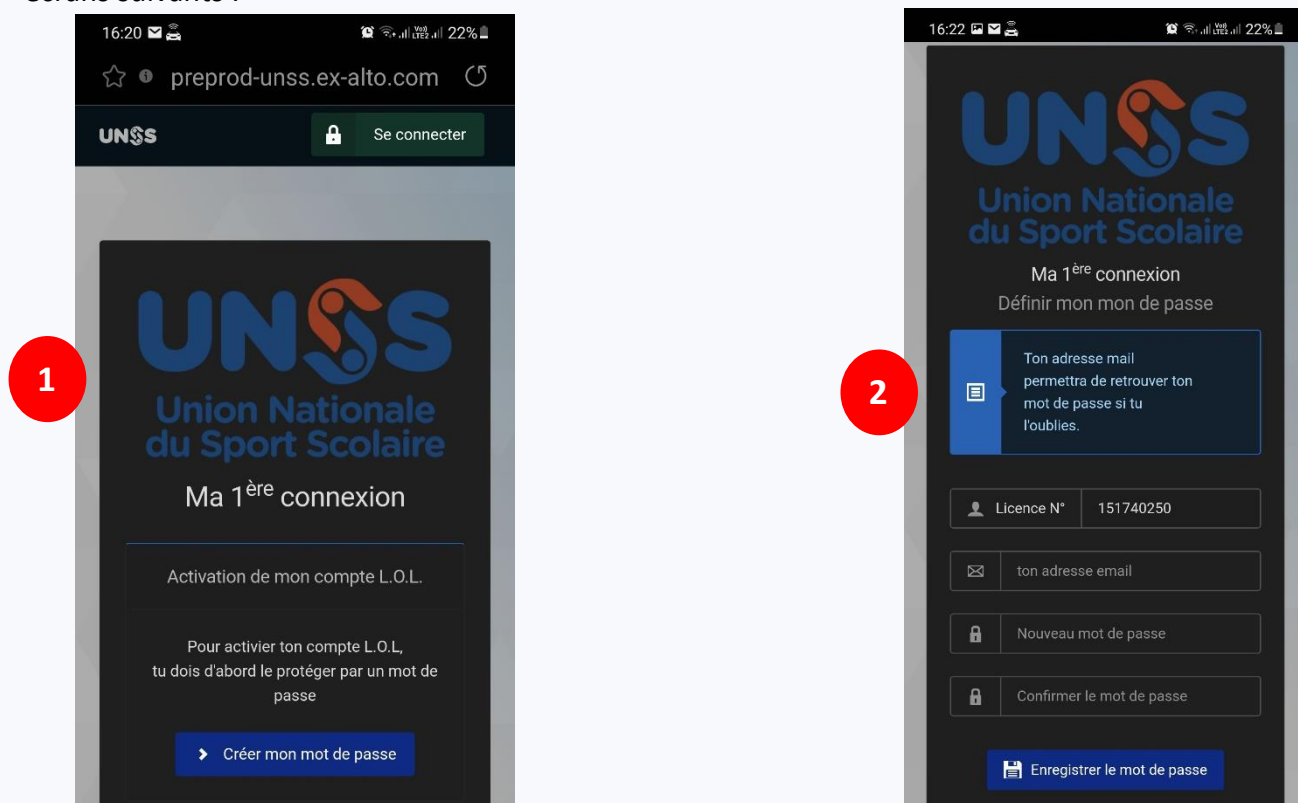 écrans suivants :
16:20 22%
preprod-unss.ex-alto.com
UNSS
Se connecter
1
UNSS
Union Nationale
du Sport Scolaire
Ma 1ère connexion
Activation de mon compte L.O.L.
Pour activier ton compte L.O.L,
tu dois d'abord le protéger par un mot de
passe
Créer mon mot de passe
16:22 22%
2
UNSS
Union Nationale
du Sport Scolaire
Ma 1ère connexion
Définir mon mon de passe
Ton adresse mail
permettra de retrouver ton
mot de passe si tu
l'oublies.
Licence N° 151740250
ton adresse email
Nouveau mot de passe
Confirmer le mot de passe
Enregistrer le mot de passe